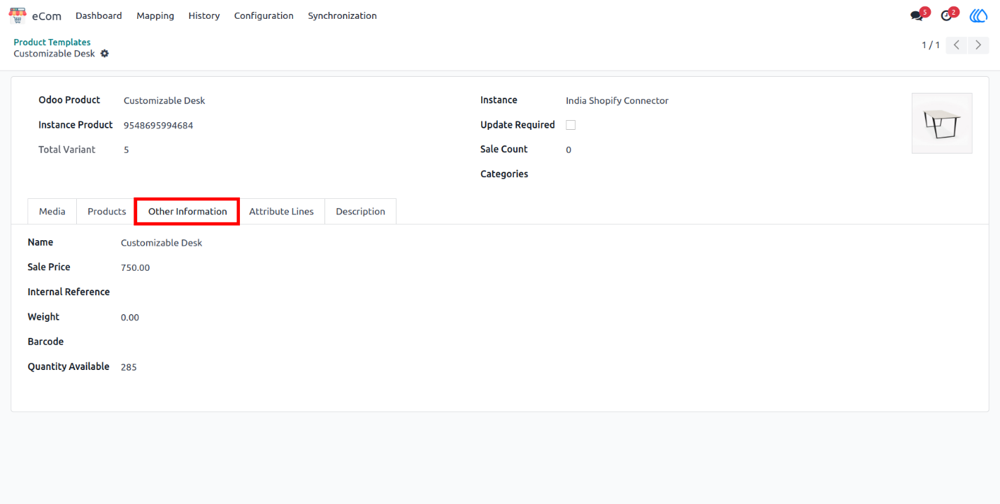 eCom Dashboard Mapping History Configuration Synchronization 5 2
Product Templates
Customizable Desk
1 / 1
Odoo Product Customizable Desk
Instance Product 9548695994684
Total Variant 5
Instance India Shopify Connector
Update Required
Sale Count 0
Categories
Media Products Other Information Attribute Lines Description
Name Customizable Desk
Sale Price 750.00
Internal Reference
Weight 0.00
Barcode
Quantity Available 285